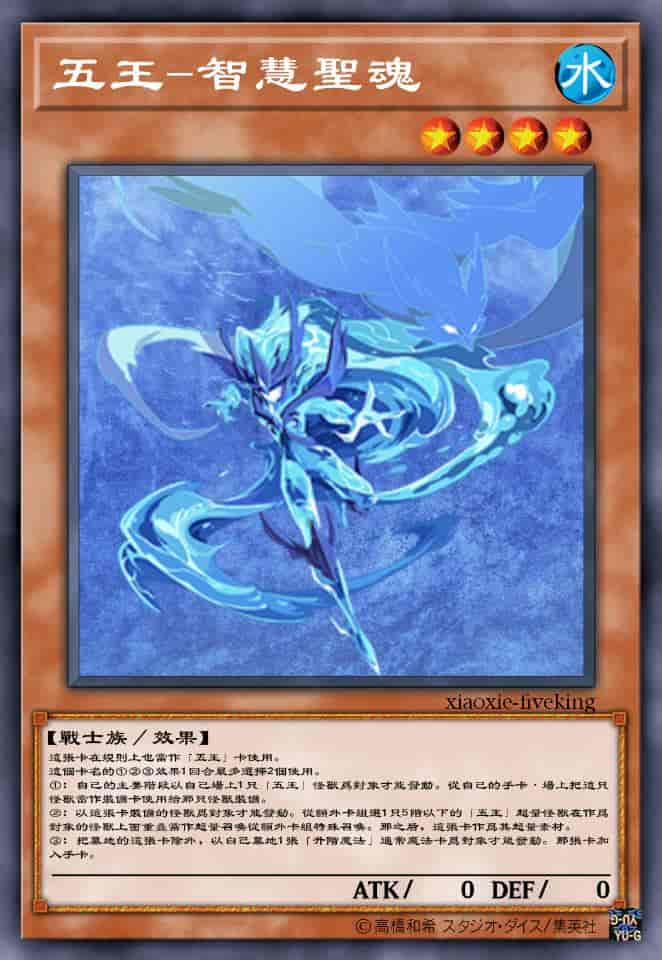 五王-智慧聖魂
水
xiaoxie-fiveking
【戰士族／效果】
這張卡在規則上也當作「五王」卡使用。
這個卡名的①②③效果1回合最多選擇2個使用。
①：自己的主要階段以自己場上1只「五王」怪獸爲對象才能發動。從自己的手卡·場上把這只
怪獸當作裝備卡使用給那只怪獸裝備。
②：以這張卡裝備的怪獸爲對象才能發動。從額外卡組選1只5階以下的「五王」超量怪獸在作爲
對象的怪獸上面重疊當作超量召喚從額外卡組特殊召喚。那之后，這張卡作爲其超量素材。
③：把墓地的這張卡除外，以自己墓地1張「升階魔法」通常魔法卡爲對象才能發動。那張卡加
入手卡。
ATK/ 0 DEF/ 0
©高橋和希 スタジオ・ダイス/集英社